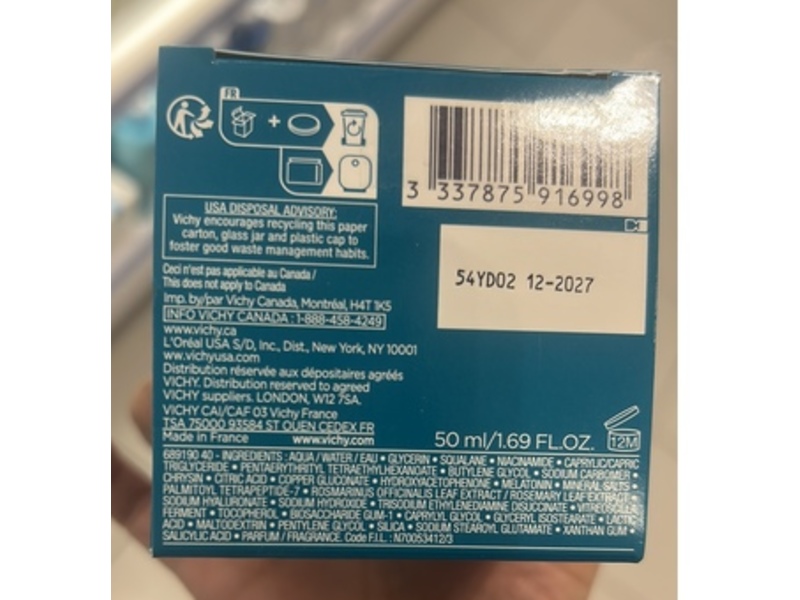 FR
3 337875 916998
USA DISPOSAL ADVISORY:
Vichy encourages recycling this paper
carton, glass jar and plastic cap to
foster good waste management habits.
54YD02 12-2027
Ceci n'est pas applicable au Canada /
This does not apply to Canada
Imp. by/par Vichy Canada, Montréal, H4T 1K5
INFO VICHY CANADA : 1-888-458-4249
www.vichy.ca
L'Oréal USA S/D, Inc., Dist., New York, NY 10001
www.vichyusa.com
Distribution réservée aux dépositaires agréés
VICHY. Distribution reserved to agreed
VICHY suppliers. LONDON, W12 7SA.
VICHY CAI/CAF 03 Vichy France
TSA 75000 93584 ST OUEN CEDEX FR
Made in France www.vichy.com
50 ml/1.69 FL.OZ. 12M
689190 40 - INGREDIENTS : AQUA / WATER / EAU • GLYCERIN • SQUALANE • NIACINAMIDE • CAPRYLIC/CAPRIC
TRIGLYCERIDE • PENTAERYTHRITYL TETRAETHYLHEXANOATE • BUTYLENE GLYCOL • SODIUM CARBOMER •
CHRYSIN • CITRIC ACID • COPPER GLUCONATE • HYDROXYACETOPHENONE • MELATONIN • MINERAL SALTS •
PALMITOYL TETRAPEPTIDE-7 • ROSMARINUS OFFICINALIS LEAF EXTRACT / ROSEMARY LEAF EXTRACT •
SODIUM HYALURONATE • SODIUM HYDROXIDE • TRISODIUM ETHYLENEDIAMINE DISUCCINATE • VITREOSCILLA
FERMENT • TOCOPHEROL • BIOSACCHARIDE GUM-1 • CAPRYLYL GLYCOL • GLYCERYL ISOSTEARATE • LACTIC
ACID • MALTODEXTRIN • PENTYLENE GLYCOL • SILICA • SODIUM STEAROYL GLUTAMATE • XANTHAN GUM •
SALICYLIC ACID • PARFUM / FRAGRANCE. Code F.I.L. : N70053412/3